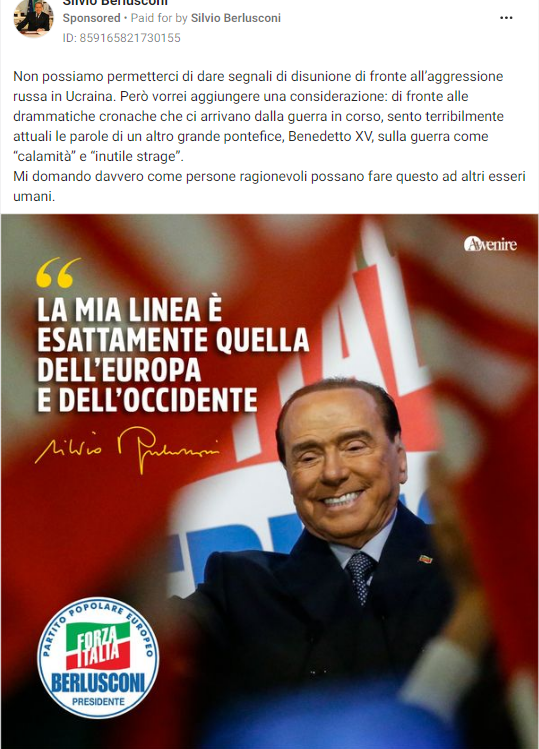 Silvio Berlusconi
Sponsored • Paid for by Silvio Berlusconi
ID: 859165821730155
Non possiamo permetterci di dare segnali di disunione di fronte all'aggressione
russa in Ucraina. Però vorrei aggiungere una considerazione: di fronte alle
drammatiche cronache che ci arrivano dalla guerra in corso, sento terribilmente
attuali le parole di un altro grande pontefice, Benedetto XV, sulla guerra come
“calamità” e “inutile strage”.
Mi domando davvero come persone ragionevoli possano fare questo ad altri esseri
umani.
Avvenire
“
LA MIA LINEA È
ESATTAMENTE QUELLA
DELL'EUROPA
E DELL'OCCIDENTE
Silvio Berlusconi
PARTITO POPOLARE EUROPEO
FORZA
ITALIA
BERLUSCONI
PRESIDENTE